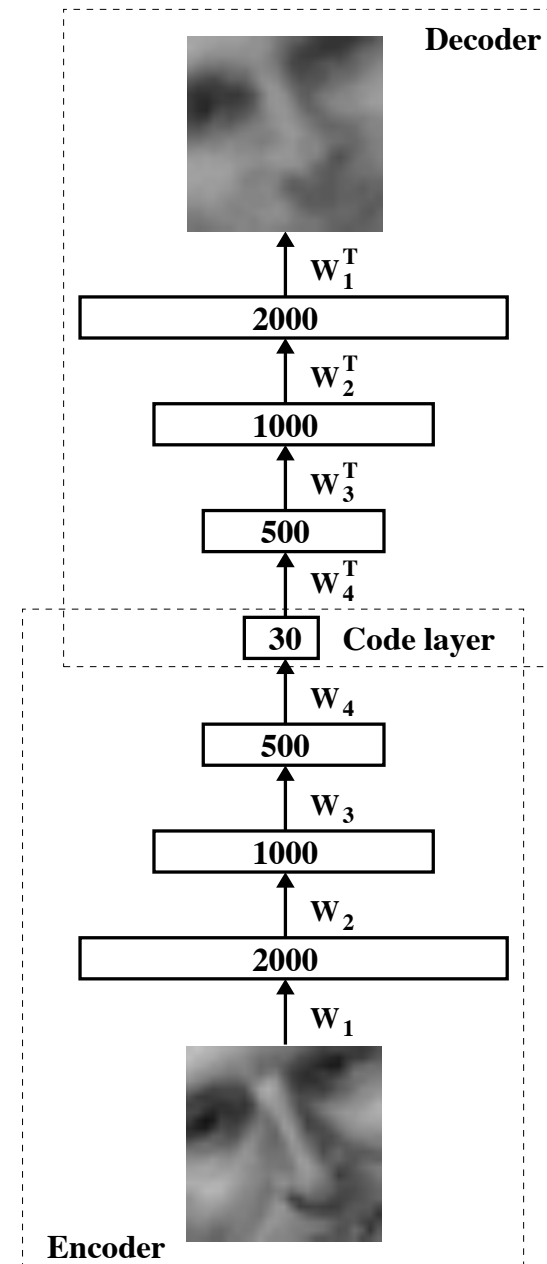 Decoder
W₁ᵀ
2000
W₂ᵀ
1000
W₃ᵀ
500
W₄ᵀ
30 Code layer
W₄
500
W₃
1000
W₂
2000
W₁
Encoder